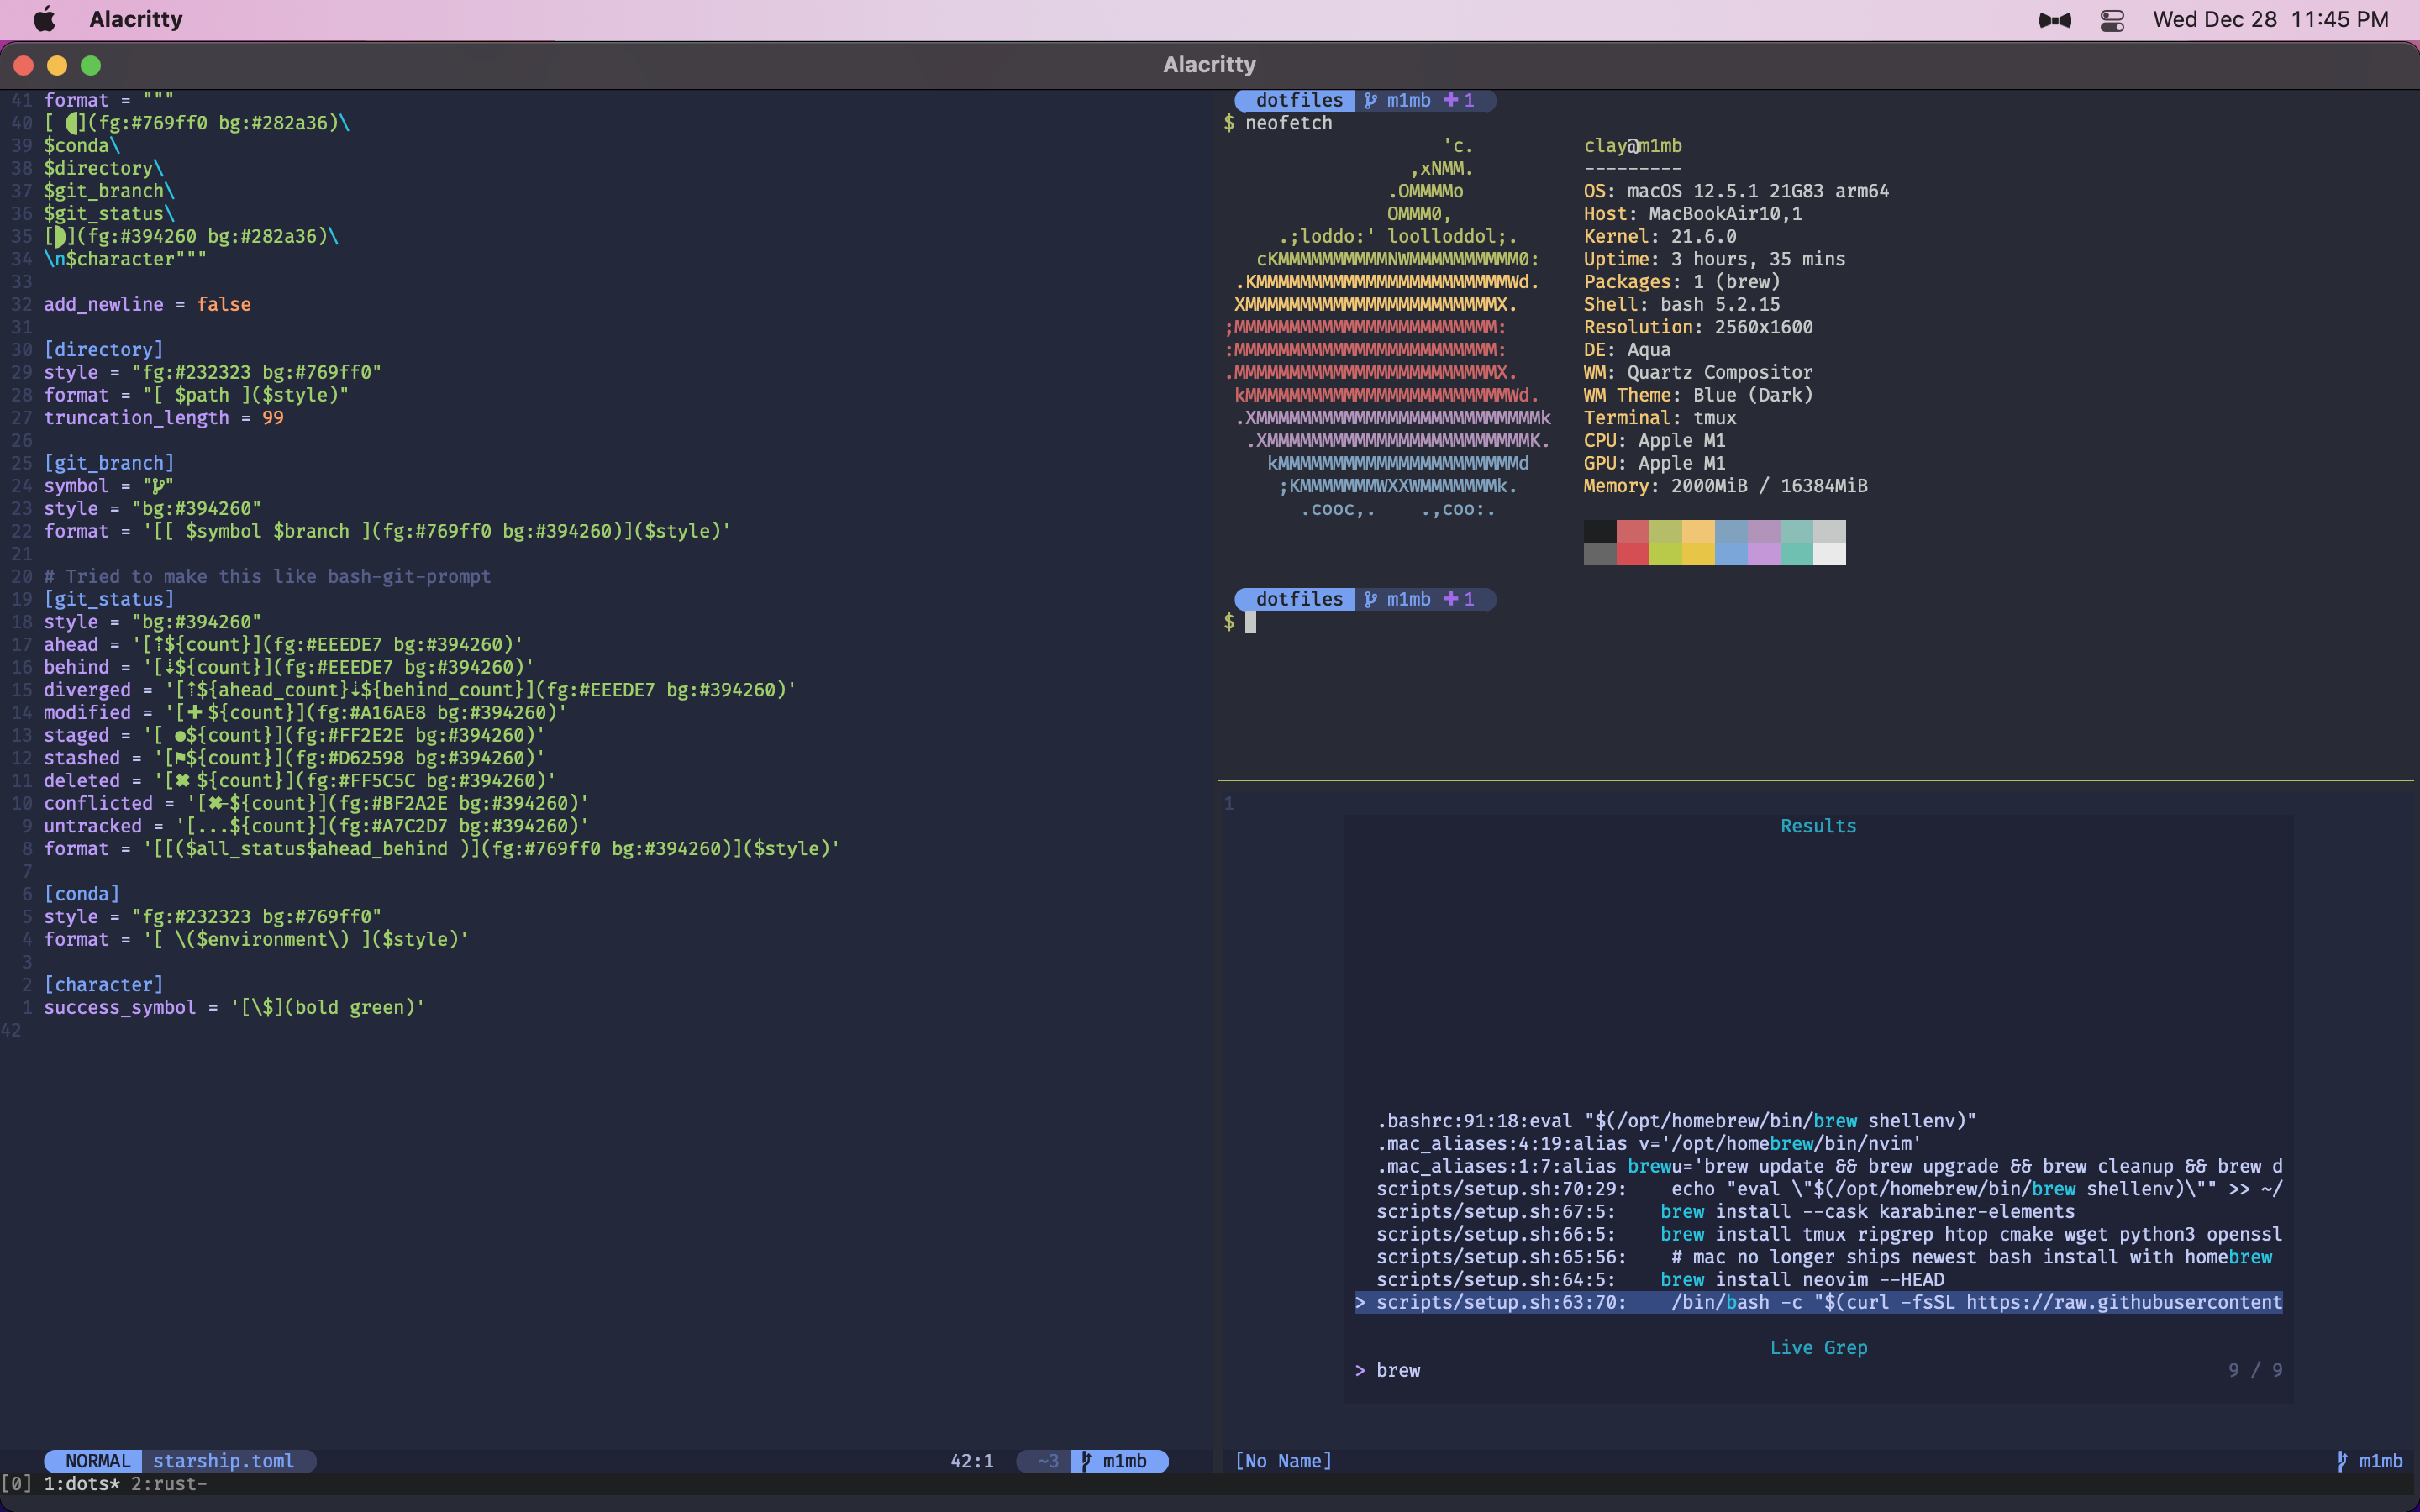 Alacritty
Wed Dec 28 11:45 PM
Alacritty
41 format = """
40 [ ](fg:#769ff0 bg:#282a36)\
39 $conda\
38 $directory\
37 $git_branch\
36 $git_status\
35 [](fg:#394260 bg:#282a36)\
34 \n$character"""
33
32 add_newline = false
31
30 [directory]
29 style = "fg:#232323 bg:#769ff0"
28 format = "[ $path ]($style)"
27 truncation_length = 99
26
25 [git_branch]
24 symbol = ""
23 style = "bg:#394260"
22 format = '[[ $symbol $branch ](fg:#769ff0 bg:#394260)]($style)'
21
20 # Tried to make this like bash-git-prompt
19 [git_status]
18 style = "bg:#394260"
17 ahead = '[⇡${count}](fg:#EEEDE7 bg:#394260)'
16 behind = '[⇣${count}](fg:#EEEDE7 bg:#394260)'
15 diverged = '[⇡${ahead_count}⇣${behind_count}](fg:#EEEDE7 bg:#394260)'
14 modified = '[✚ ${count}](fg:#A16AE8 bg:#394260)'
13 staged = '[ ●${count}](fg:#FF2E2E bg:#394260)'
12 stashed = '[⚑${count}](fg:#D62598 bg:#394260)'
11 deleted = '[✖ ${count}](fg:#FF5C5C bg:#394260)'
10 conflicted = '[✖-${count}](fg:#BF2A2E bg:#394260)'
9 untracked = '[...${count}](fg:#A7C2D7 bg:#394260)'
8 format = '[[($all_status$ahead_behind )](fg:#769ff0 bg:#394260)]($style)'
7
6 [conda]
5 style = "fg:#232323 bg:#769ff0"
4 format = '[ \($environment\) ]($style)'
3
2 [character]
1 success_symbol = '[\$](bold green)'
42
NORMAL starship.toml 42:1 ~3 m1mb
dotfiles m1mb ✚ 1
$ neofetch
'c.
,xNMM.
.OMMMMo
OMMM0,
.;loddo:' loolloddol;.
cKMMMMMMMMMMNWMMMMMMMMMM0:
.KMMMMMMMMMMMMMMMMMMMMMMMWd.
XMMMMMMMMMMMMMMMMMMMMMMMX.
;MMMMMMMMMMMMMMMMMMMMMMMM:
:MMMMMMMMMMMMMMMMMMMMMMMM:
.MMMMMMMMMMMMMMMMMMMMMMMMX.
kMMMMMMMMMMMMMMMMMMMMMMMMWd.
.XMMMMMMMMMMMMMMMMMMMMMMMMMMk
.XMMMMMMMMMMMMMMMMMMMMMMMMK.
kMMMMMMMMMMMMMMMMMMMMMMd
;KMMMMMMMWXXWMMMMMMMk.
.cooc,. .,coo:.
clay@m1mb
---------
OS: macOS 12.5.1 21G83 arm64
Host: MacBookAir10,1
Kernel: 21.6.0
Uptime: 3 hours, 35 mins
Packages: 1 (brew)
Shell: bash 5.2.15
Resolution: 2560x1600
DE: Aqua
WM: Quartz Compositor
WM Theme: Blue (Dark)
Terminal: tmux
CPU: Apple M1
GPU: Apple M1
Memory: 2000MiB / 16384MiB
dotfiles m1mb ✚ 1
$
1
Results
.bashrc:91:18:eval "$(/opt/homebrew/bin/brew shellenv)"
.mac_aliases:4:19:alias v='/opt/homebrew/bin/nvim'
.mac_aliases:1:7:alias brewu='brew update && brew upgrade && brew cleanup && brew d
scripts/setup.sh:70:29: echo "eval \"$(/opt/homebrew/bin/brew shellenv)\"" >> ~/
scripts/setup.sh:67:5: brew install --cask karabiner-elements
scripts/setup.sh:66:5: brew install tmux ripgrep htop cmake wget python3 openssl
scripts/setup.sh:65:56: # mac no longer ships newest bash install with homebrew
scripts/setup.sh:64:5: brew install neovim --HEAD
> scripts/setup.sh:63:70: /bin/bash -c "$(curl -fsSL https://raw.githubusercontent
Live Grep
> brew 9 / 9
[No Name] m1mb
[0] 1:dots* 2:rust-